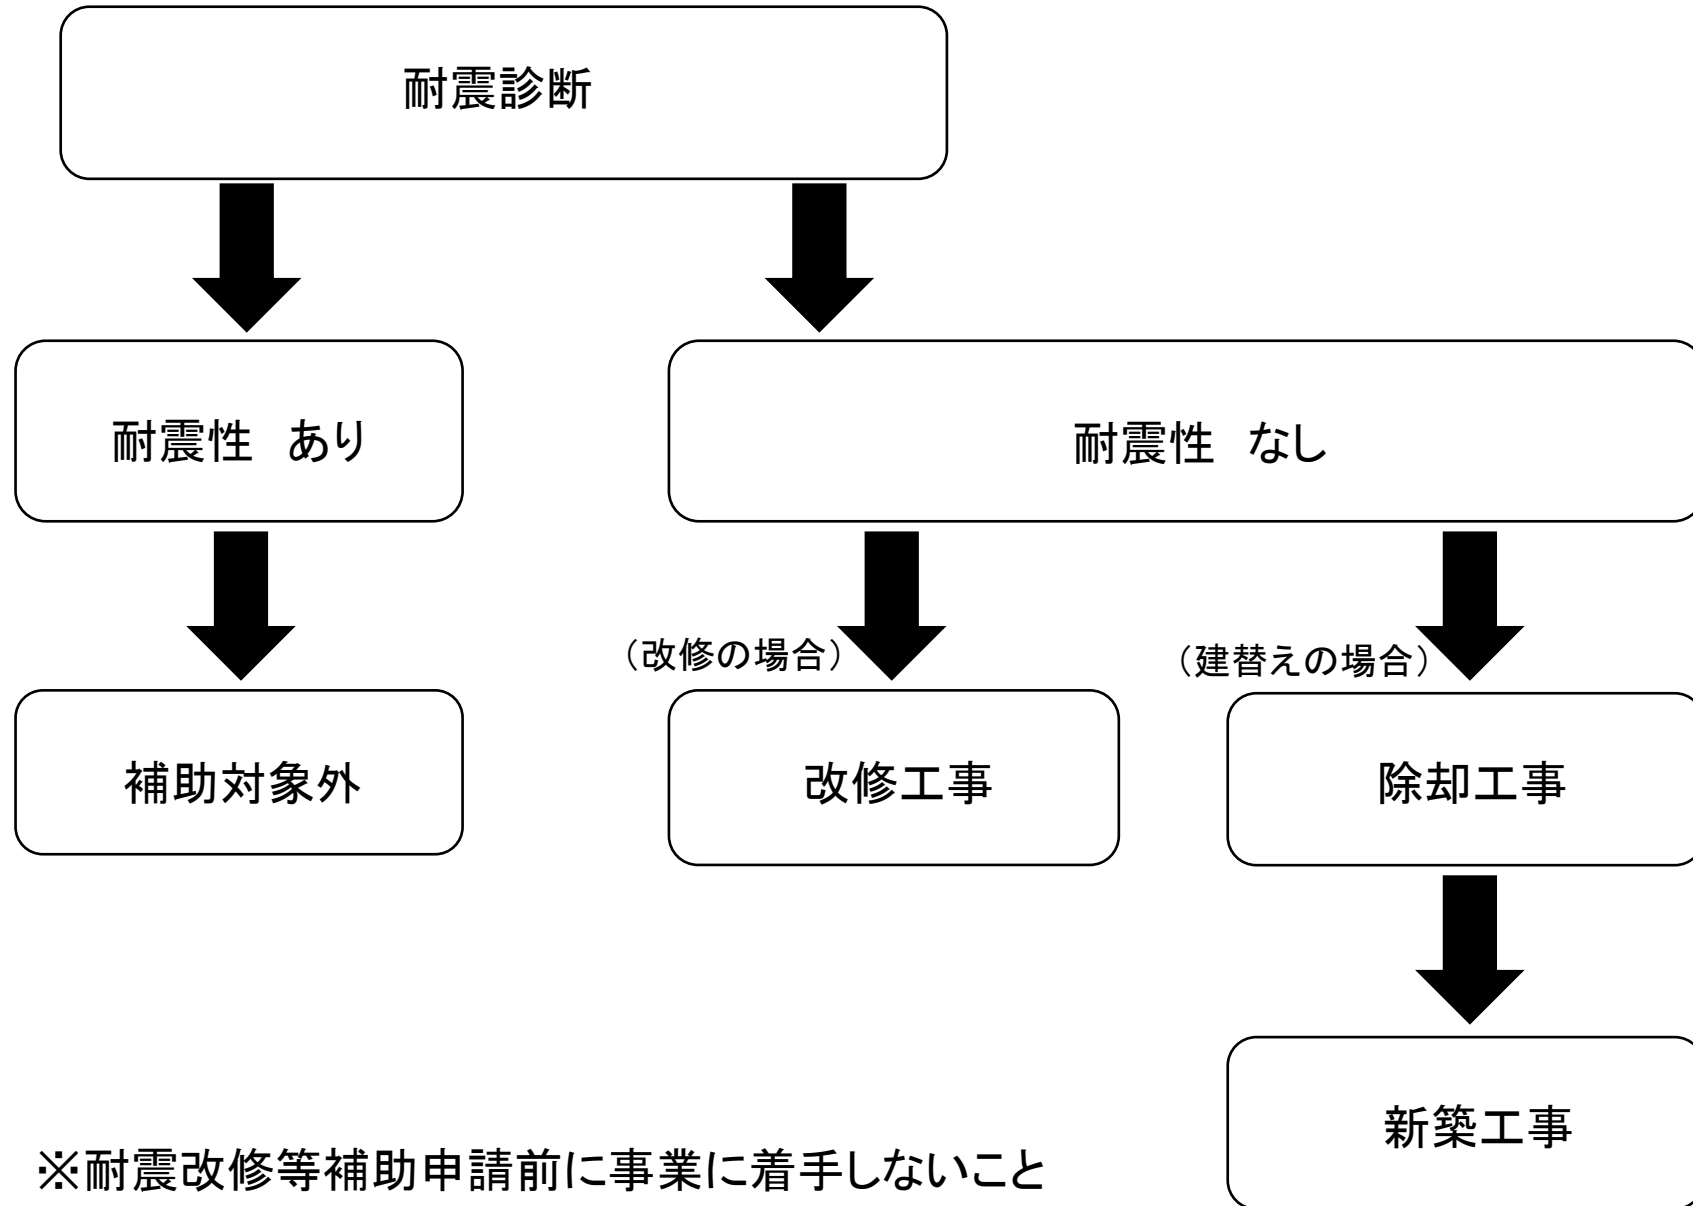 耐震診断
耐震性　あり
耐震性　なし
（改修の場合）
（建替えの場合）
補助対象外
改修工事
除却工事
新築工事
※耐震改修等補助申請前に事業に着手しないこと